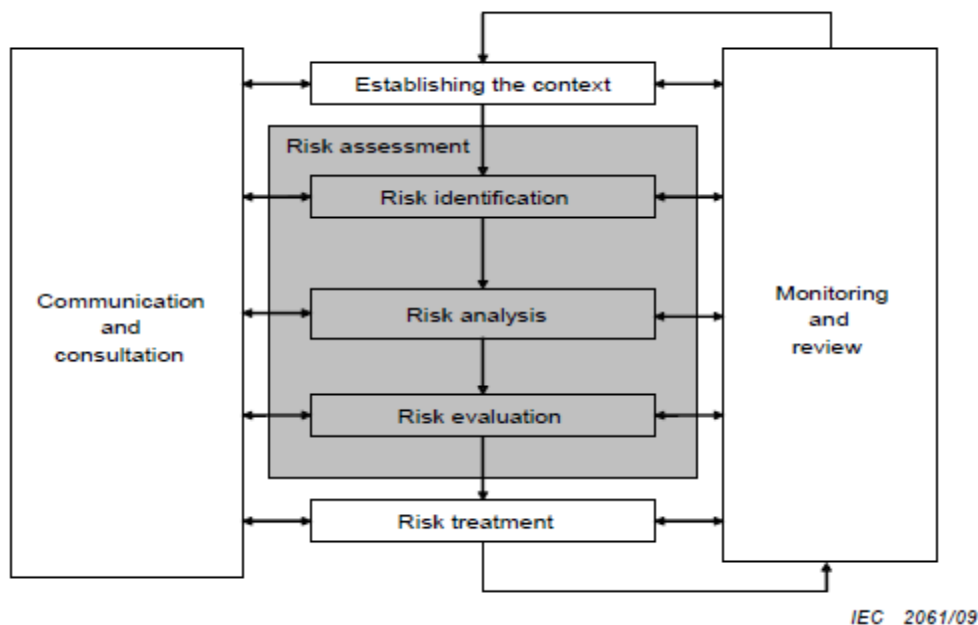 Establishing the context
Risk assessment
Risk identification
Communication
and
consultation
Risk analysis
Monitoring
and
review
Risk evaluation
Risk treatment
IEC 2061/09